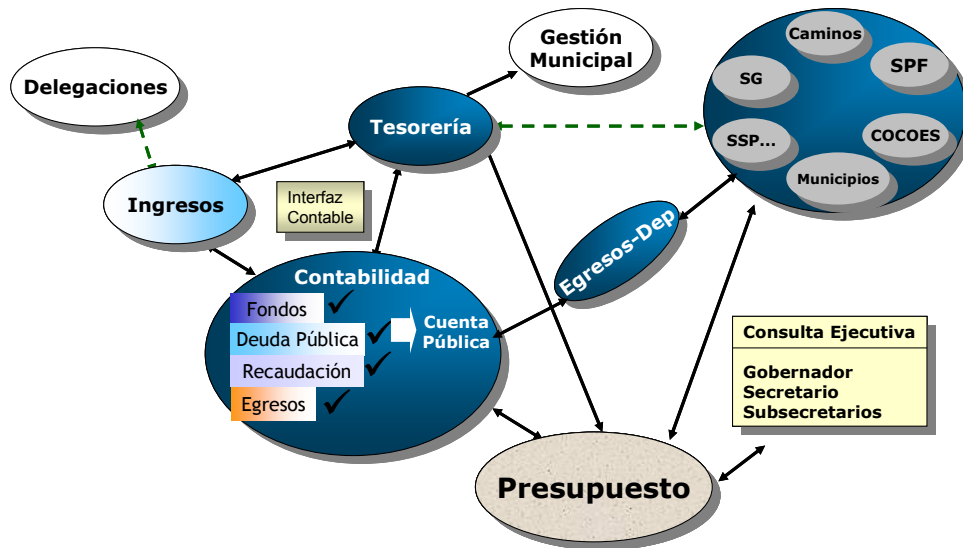 Gestión
Municipal
Delegaciones
Tesorería
Caminos
SG
SPF
SSP...
COCOES
Municipios
Ingresos
Interfaz
Contable
Egresos-Dep
Contabilidad
Fondos
Deuda Pública
Recaudación
Egresos
Cuenta
Pública
Consulta Ejecutiva
Gobernador
Secretario
Subsecretarios
Presupuesto